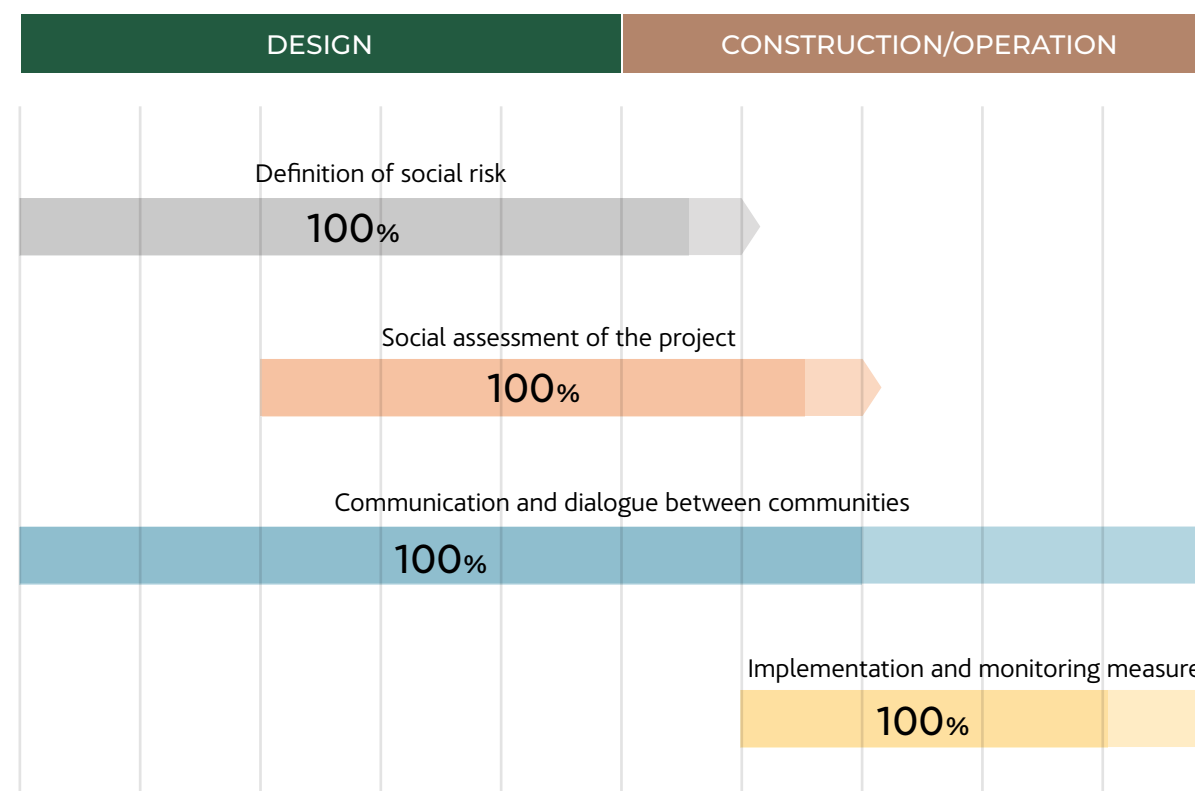 DESIGN
CONSTRUCTION/OPERATION
Definition of social risk
100%
Social assessment of the project
100%
Communication and dialogue between communities
100%
Implementation and monitoring measure
100%